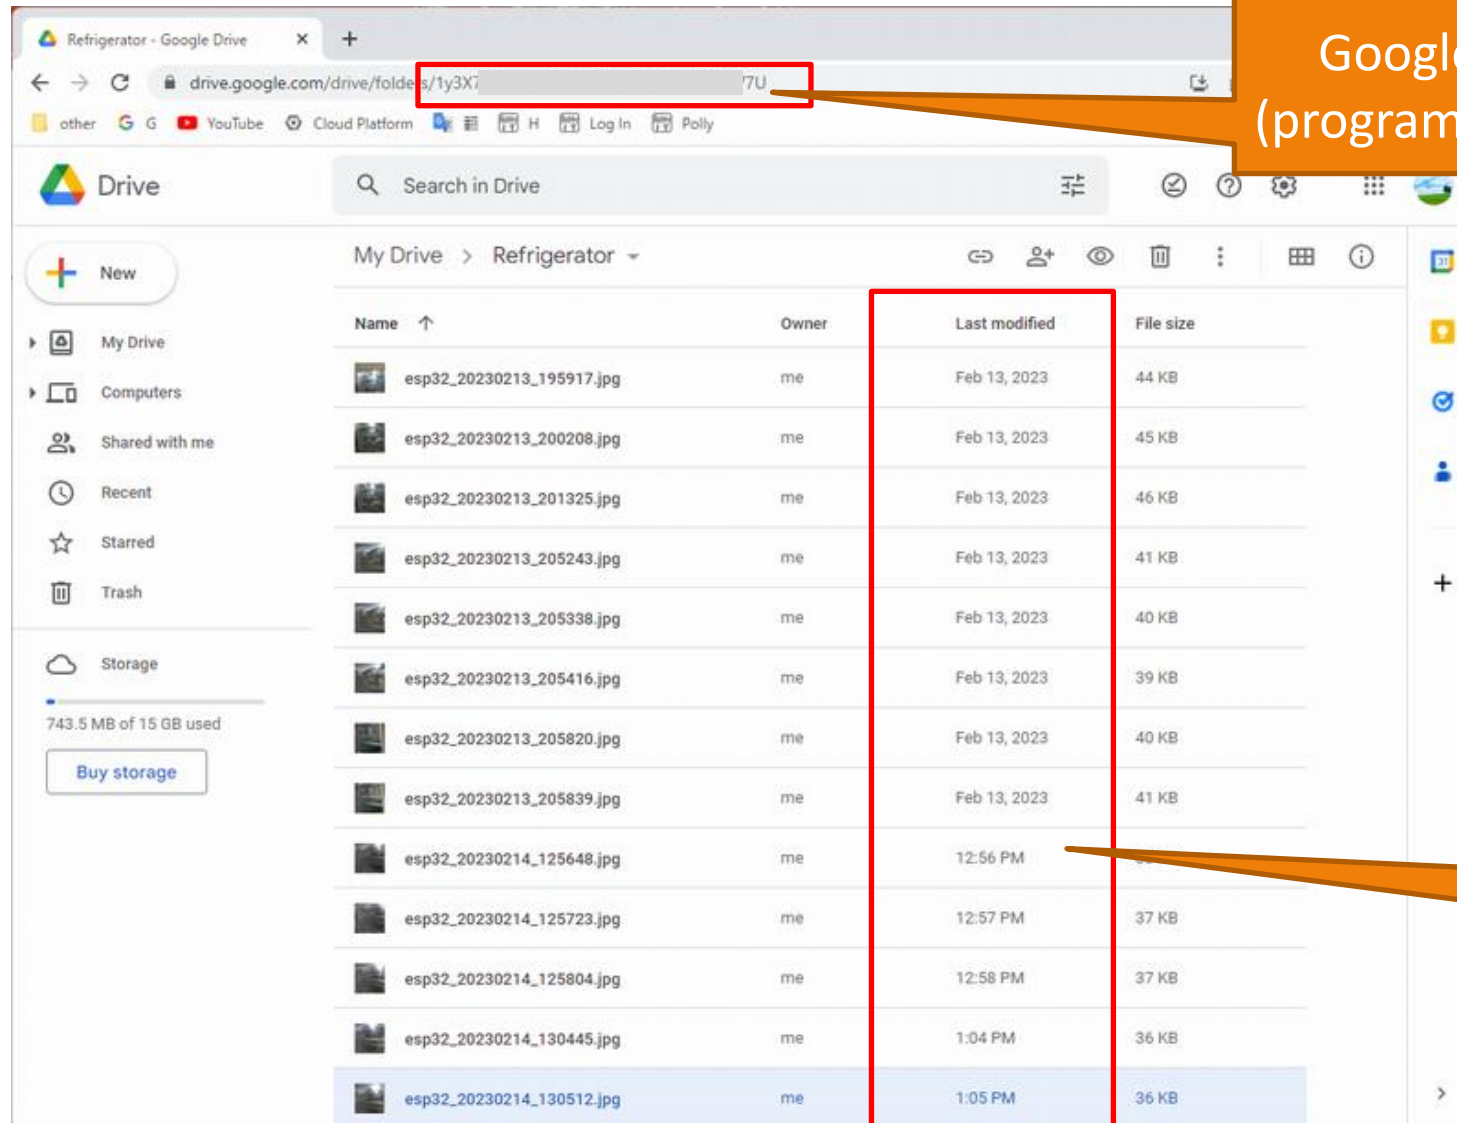 Refrigerator - Google Drive
Google
(program
drive.google.com/drive/folders/1y3X7 7U
other G YouTube Cloud Platform H Log In Polly
Drive
Search in Drive
New
My Drive > Refrigerator
31
Name Owner Last modified File size
My Drive
Computers
Shared with me
Recent
Starred
Trash
Storage
743.5 MB of 15 GB used
Buy storage
esp32_20230213_195917.jpg me Feb 13, 2023 44 KB
esp32_20230213_200208.jpg me Feb 13, 2023 45 KB
esp32_20230213_201325.jpg me Feb 13, 2023 46 KB
esp32_20230213_205243.jpg me Feb 13, 2023 41 KB
esp32_20230213_205338.jpg me Feb 13, 2023 40 KB
esp32_20230213_205416.jpg me Feb 13, 2023 39 KB
esp32_20230213_205820.jpg me Feb 13, 2023 40 KB
esp32_20230213_205839.jpg me Feb 13, 2023 41 KB
esp32_20230214_125648.jpg me 12:56 PM
esp32_20230214_125723.jpg me 12:57 PM 37 KB
esp32_20230214_125804.jpg me 12:58 PM 37 KB
esp32_20230214_130445.jpg me 1:04 PM 36 KB
esp32_20230214_130512.jpg me 1:05 PM 36 KB